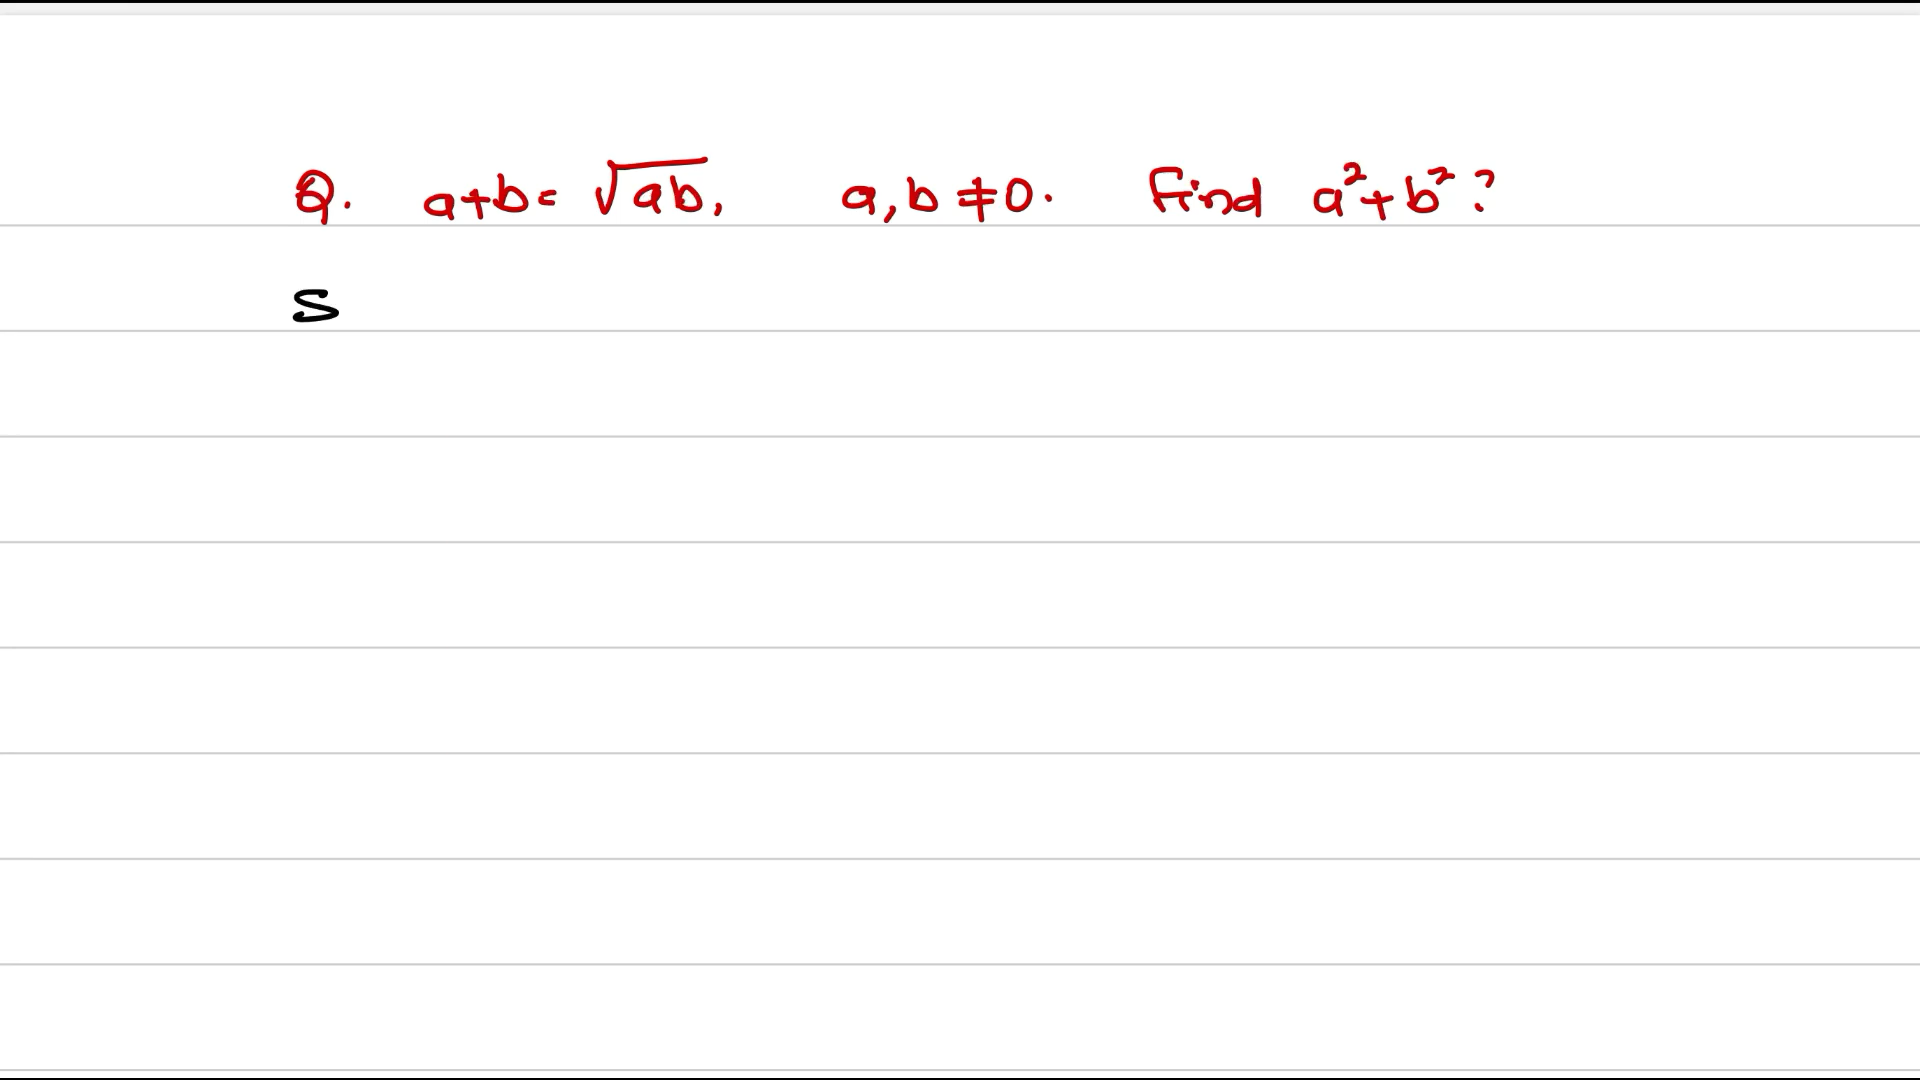 Q. a+b= √ab, a,b ≠0. Find a²+b²?
S